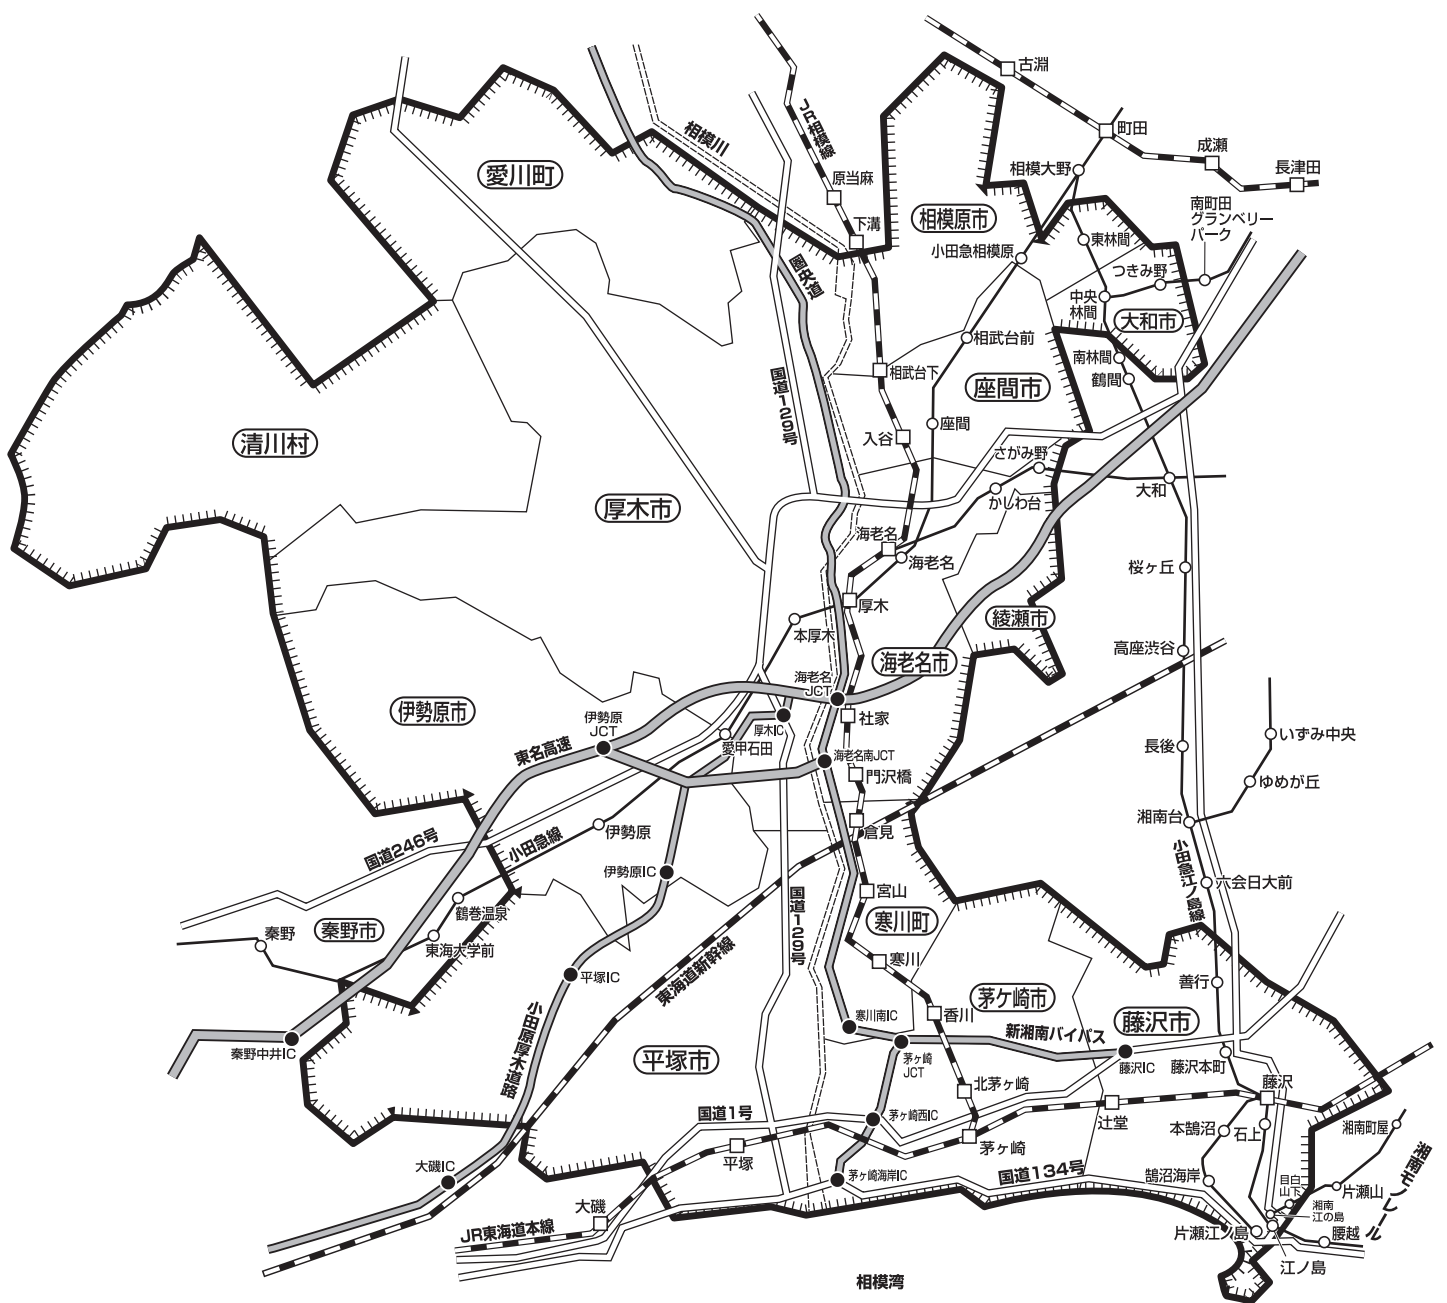 古淵
町田
成瀬
長津田
相模川
JR相模線
原当麻
下溝
愛川町
相模原市
相模大野
南町田
グランベリー
パーク
東林間
小田急相模原
つきみ野
中央
林間
大和市
圏央道
相武台前
相武台下
南林間
鶴間
座間市
国道129号
座間
入谷
清川村
さがみ野
大和
かしわ台
厚木市
海老名
海老名
桜ヶ丘
厚木
本厚木
綾瀬市
高座渋谷
海老名市
海老名
JCT
伊勢原市
伊勢原
JCT
社家
厚木IC
愛甲石田
東名高速
海老名南JCT
門沢橋
長後
いずみ中央
ゆめが丘
湘南台
国道246号
小田急線
伊勢原
倉見
伊勢原IC
宮山
小田急江ノ島線
六会日大前
鶴巻温泉
秦野市
秦野
東海大学前
国道129号
寒川町
東海道新幹線
寒川
平塚IC
善行
茅ケ崎市
香川
寒川南IC
新湘南バイパス
藤沢市
秦野中井IC
小田原厚木道路
平塚市
茅ヶ崎
JCT
藤沢IC
藤沢本町
藤沢
北茅ヶ崎
国道1号
茅ヶ崎西IC
辻堂
本鵠沼
石上
湘南町屋
茅ヶ崎
平塚
大磯IC
茅ヶ崎海岸IC
国道134号
鵠沼海岸
目白
山下
片瀬山
湘南モノレール
湘南
江の島
大磯
JR東海道本線
片瀬江ノ島
腰越
江ノ島
相模湾